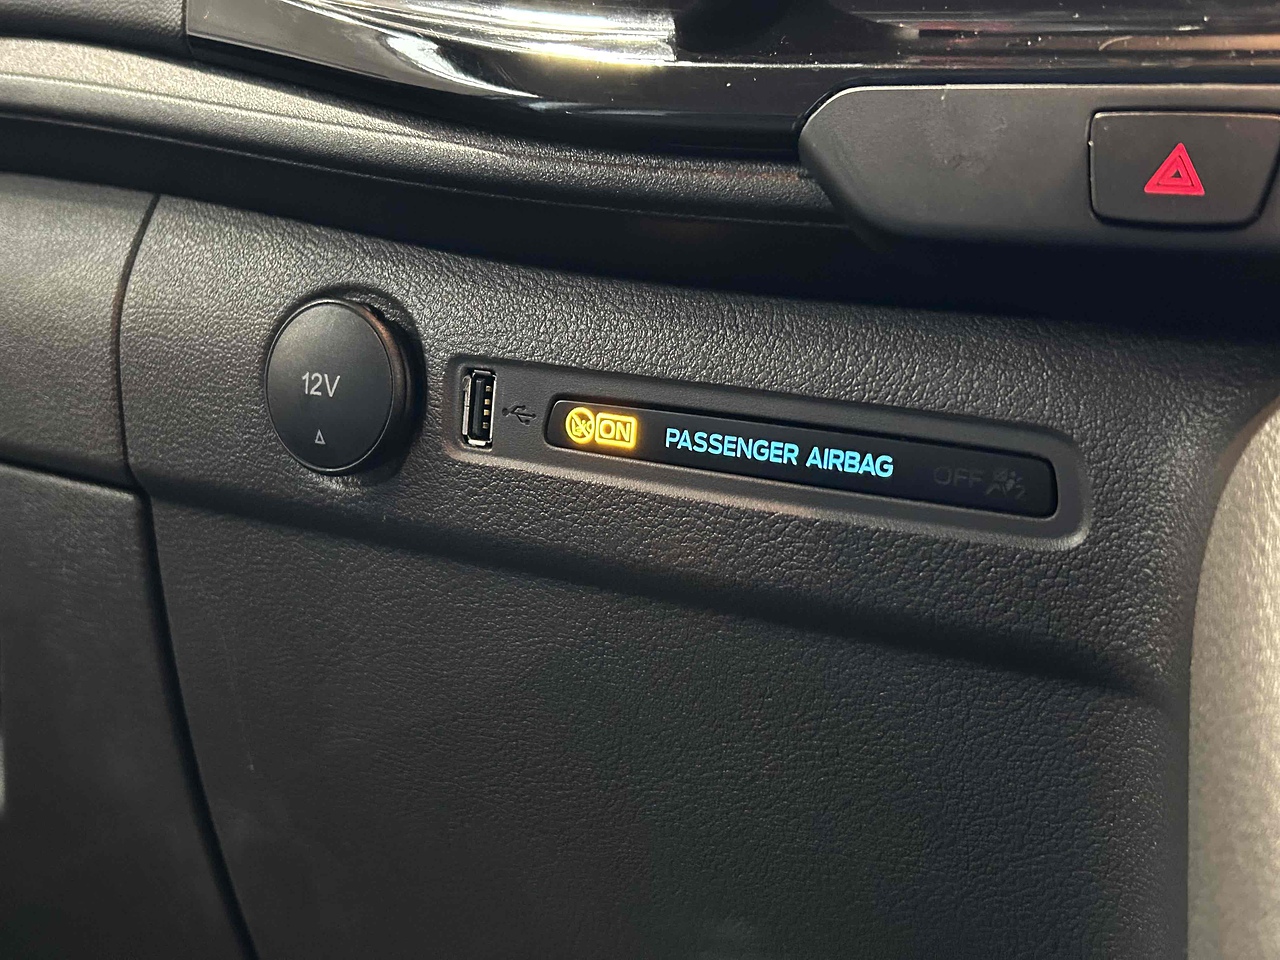 12V
ON PASSENGER AIRBAG OFF